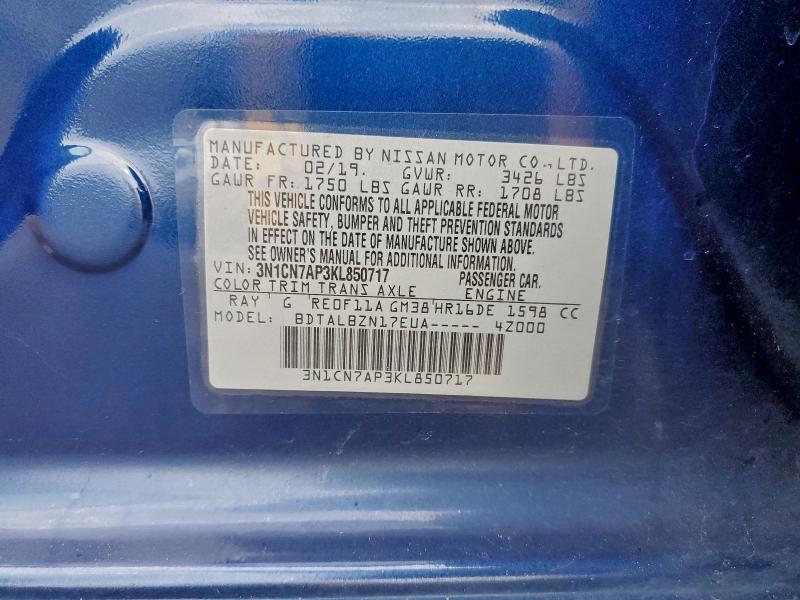 MANUFACTURED BY NISSAN MOTOR CO., LTD.
DATE: 02/19. GVWR: 3426 LBS
GAWR FR: 1750 LBS GAWR RR: 1708 LBS
THIS VEHICLE CONFORMS TO ALL APPLICABLE FEDERAL MOTOR
VEHICLE SAFETY, BUMPER AND THEFT PREVENTION STANDARDS
IN EFFECT ON THE DATE OF MANUFACTURE SHOWN ABOVE.
SEE OWNER'S MANUAL FOR ADDITIONAL INFORMATION.
VIN: 3N1CN7AP3KL850717 PASSENGER CAR.
COLOR TRIM TRANS AXLE ENGINE
RAY G RE0F11A GM38 HR16DE 1598 CC
MODEL: BDTALBZN17EUA----- 4Z000
3N1CN7AP3KL850717